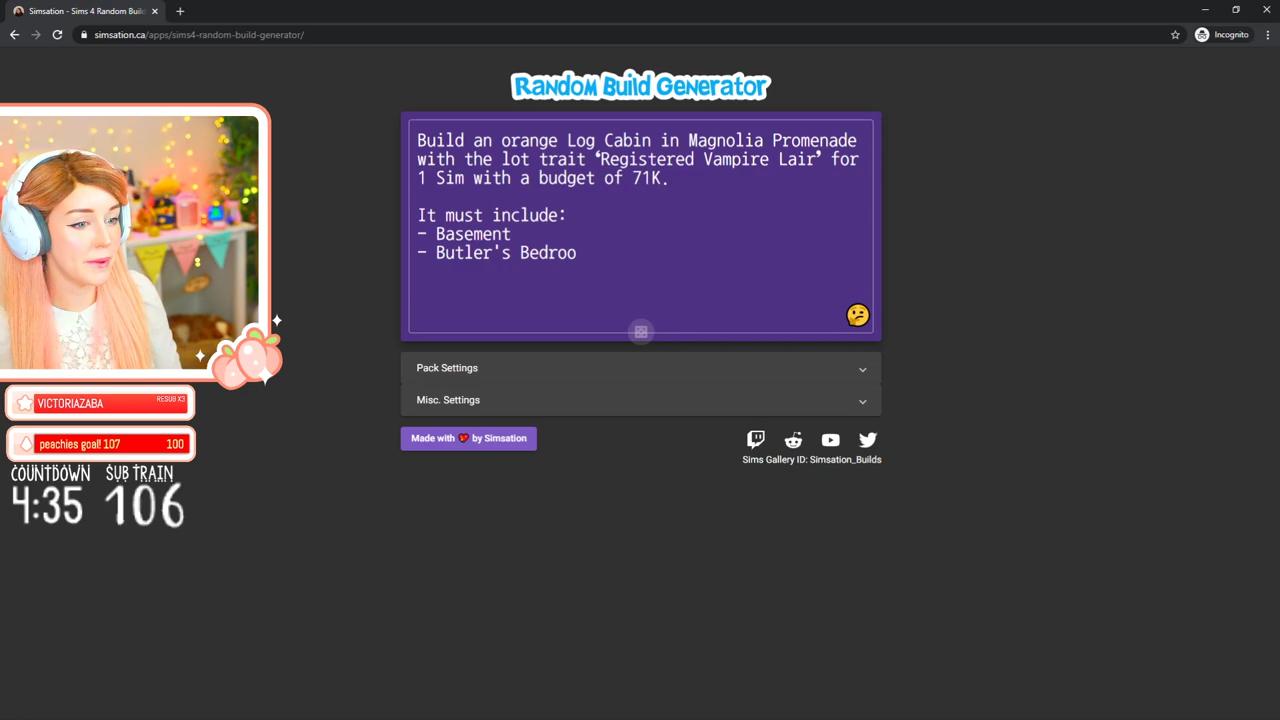 Simsation - Sims 4 Random Build
simsation.ca/apps/sims4-random-build-generator/
Incognito
Random Build Generator
Build an orange Log Cabin in Magnolia Promenade
with the lot trait ‘Registered Vampire Lair’ for
1 Sim with a budget of 71K.
It must include:
- Basement
- Butler's Bedroo
Pack Settings
Misc. Settings
Made with by Simsation
Sims Gallery ID: Simsation_Builds
VICTORIAZABA RESUB X3
peachies goal! 107 100
COUNTDOWN SUB TRAIN
4:35 106